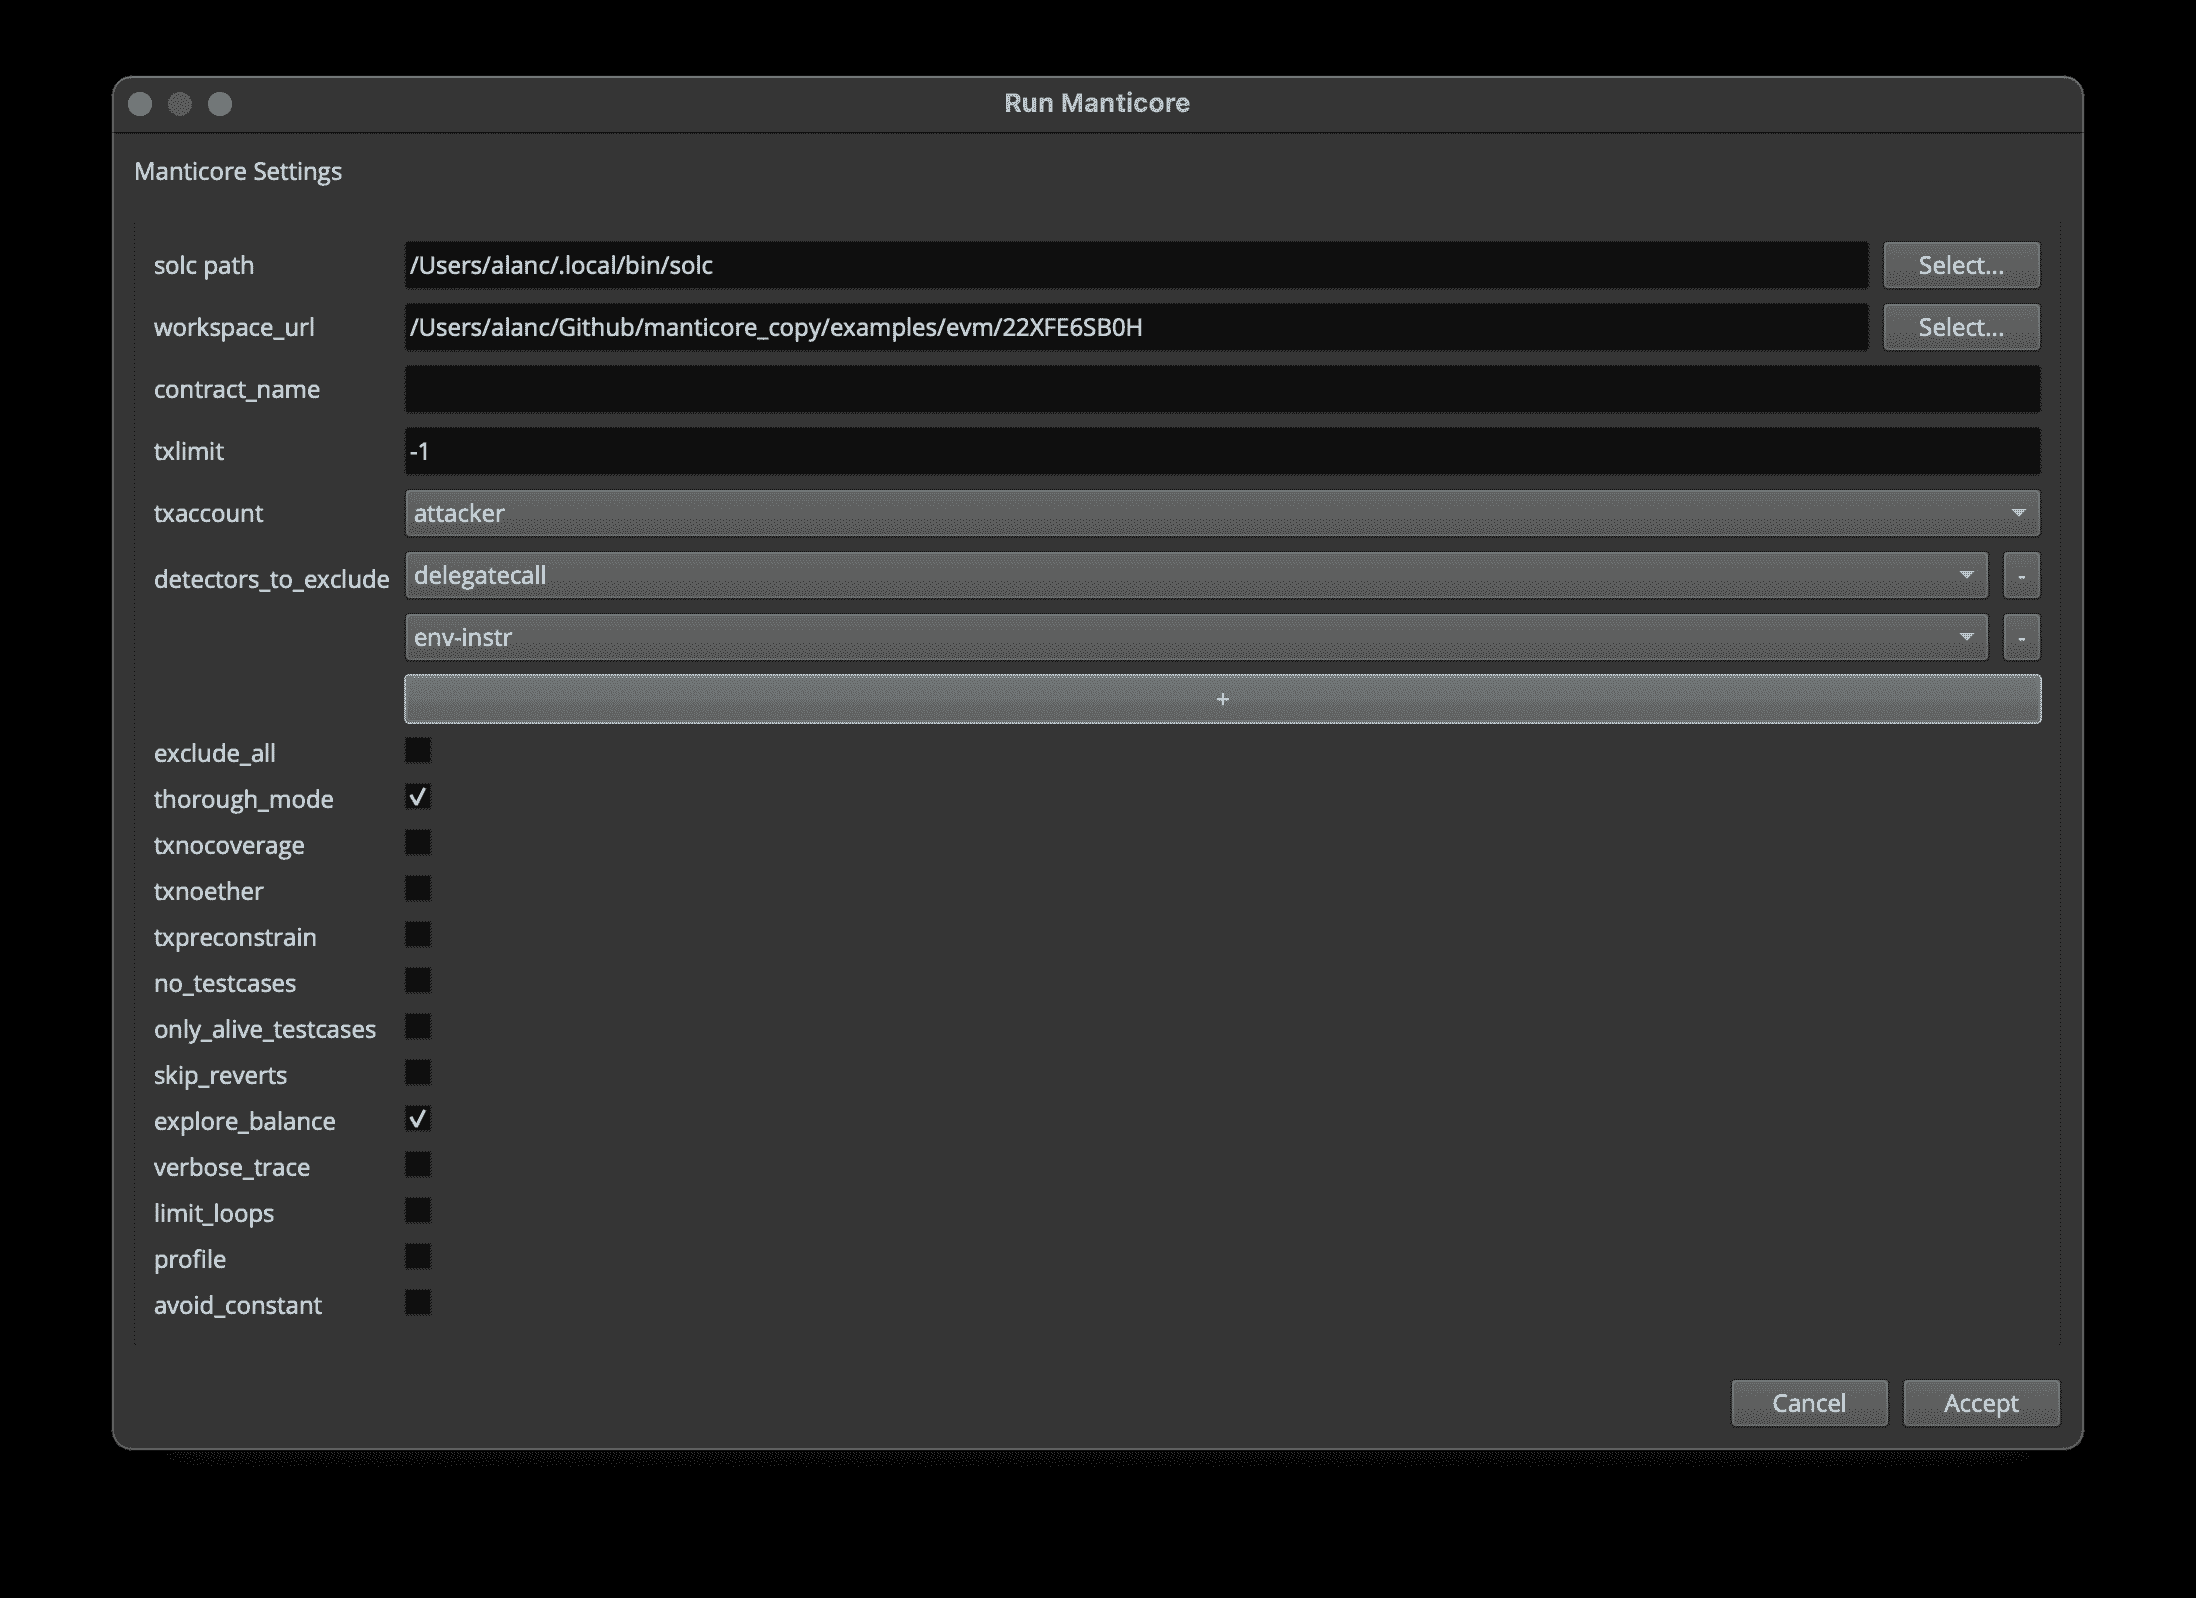 Run Manticore
Manticore Settings
solc path /Users/alanc/.local/bin/solc Select...
workspace_url /Users/alanc/Github/manticore_copy/examples/evm/22XFE6SB0H Select...
contract_name
txlimit -1
txaccount attacker
detectors_to_exclude delegatecall -
env-instr -
+
exclude_all
thorough_mode ✓
txnocoverage
txnoether
txpreconstrain
no_testcases
only_alive_testcases
skip_reverts
explore_balance ✓
verbose_trace
limit_loops
profile
avoid_constant
Cancel Accept